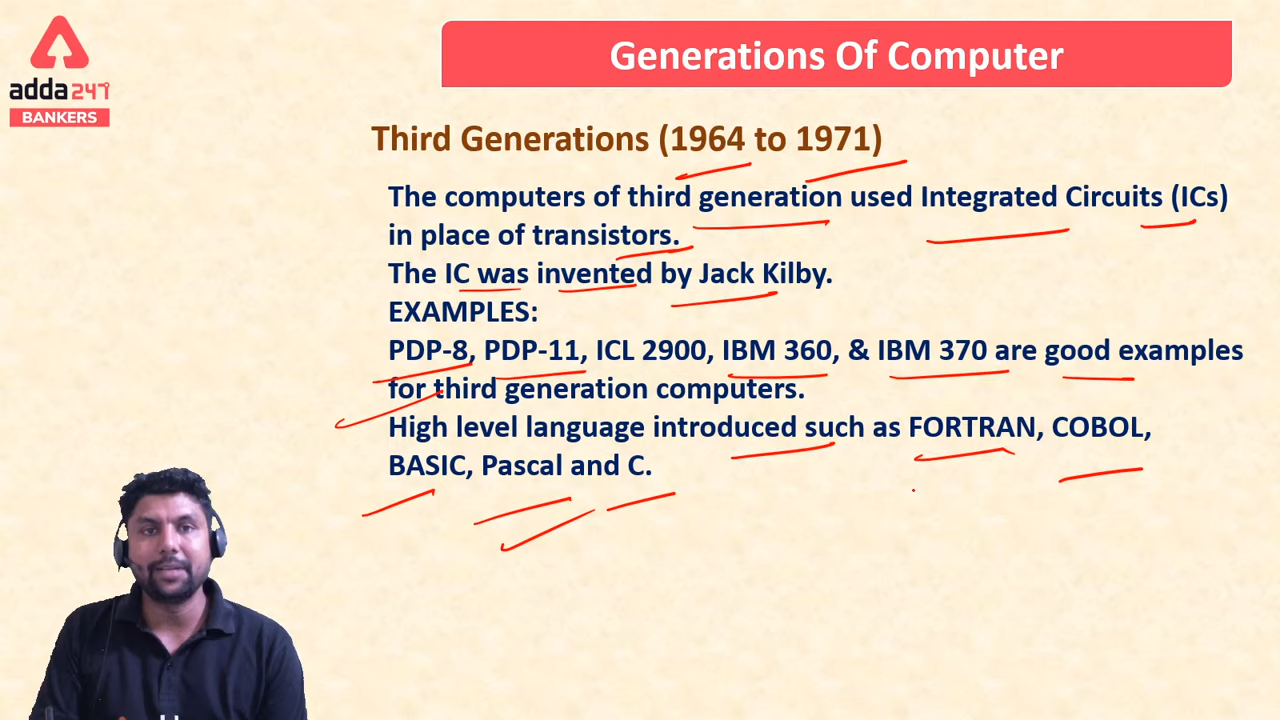 adda247
BANKERS
Generations Of Computer
Third Generations (1964 to 1971)
The computers of third generation used Integrated Circuits (ICs)
in place of transistors.
The IC was invented by Jack Kilby.
EXAMPLES:
PDP-8, PDP-11, ICL 2900, IBM 360, & IBM 370 are good examples
for third generation computers.
High level language introduced such as FORTRAN, COBOL,
BASIC, Pascal and C.